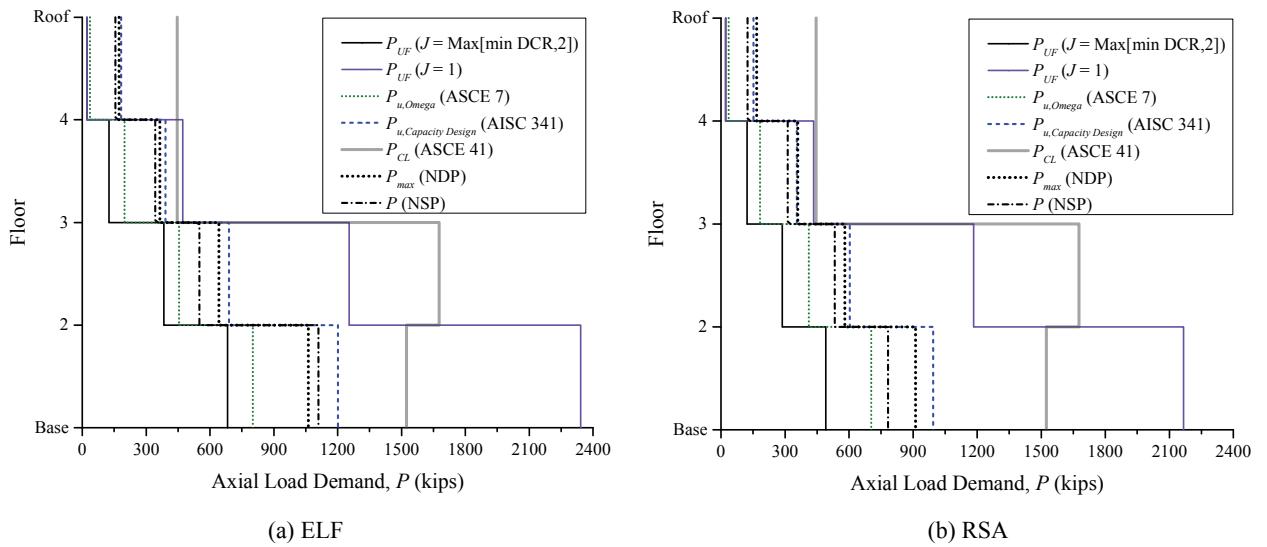 Roof
4
3
2
Base
Floor
P_UF (J = Max[min DCR,2])
P_UF (J = 1)
P_u,Omega (ASCE 7)
P_u,Capacity Design (AISC 341)
P_CL (ASCE 41)
P_max (NDP)
P (NSP)
0 300 600 900 1200 1500 1800 2100 2400
Axial Load Demand, P (kips)
(a) ELF
Roof
4
3
2
Base
Floor
P_UF (J = Max[min DCR,2])
P_UF (J = 1)
P_u,Omega (ASCE 7)
P_u,Capacity Design (AISC 341)
P_CL (ASCE 41)
P_max (NDP)
P (NSP)
0 300 600 900 1200 1500 1800 2100 2400
Axial Load Demand, P (kips)
(b) RSA